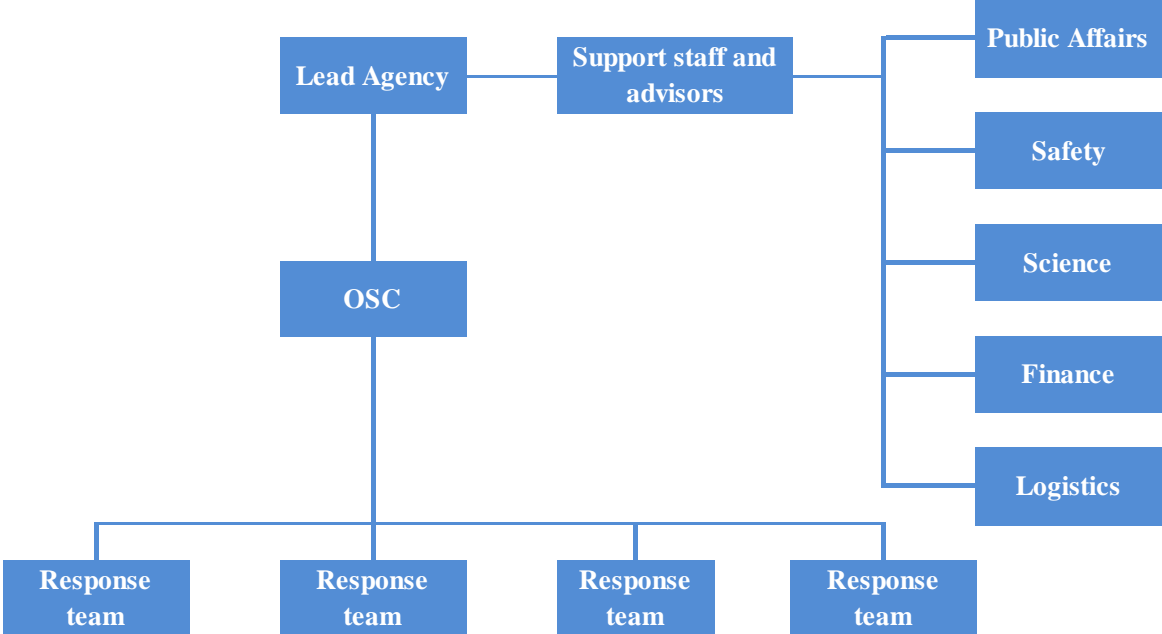 Public Affairs
Lead Agency
Support staff and
advisors
Safety
OSC
Science
Finance
Logistics
Response
team
Response
team
Response
team
Response
team